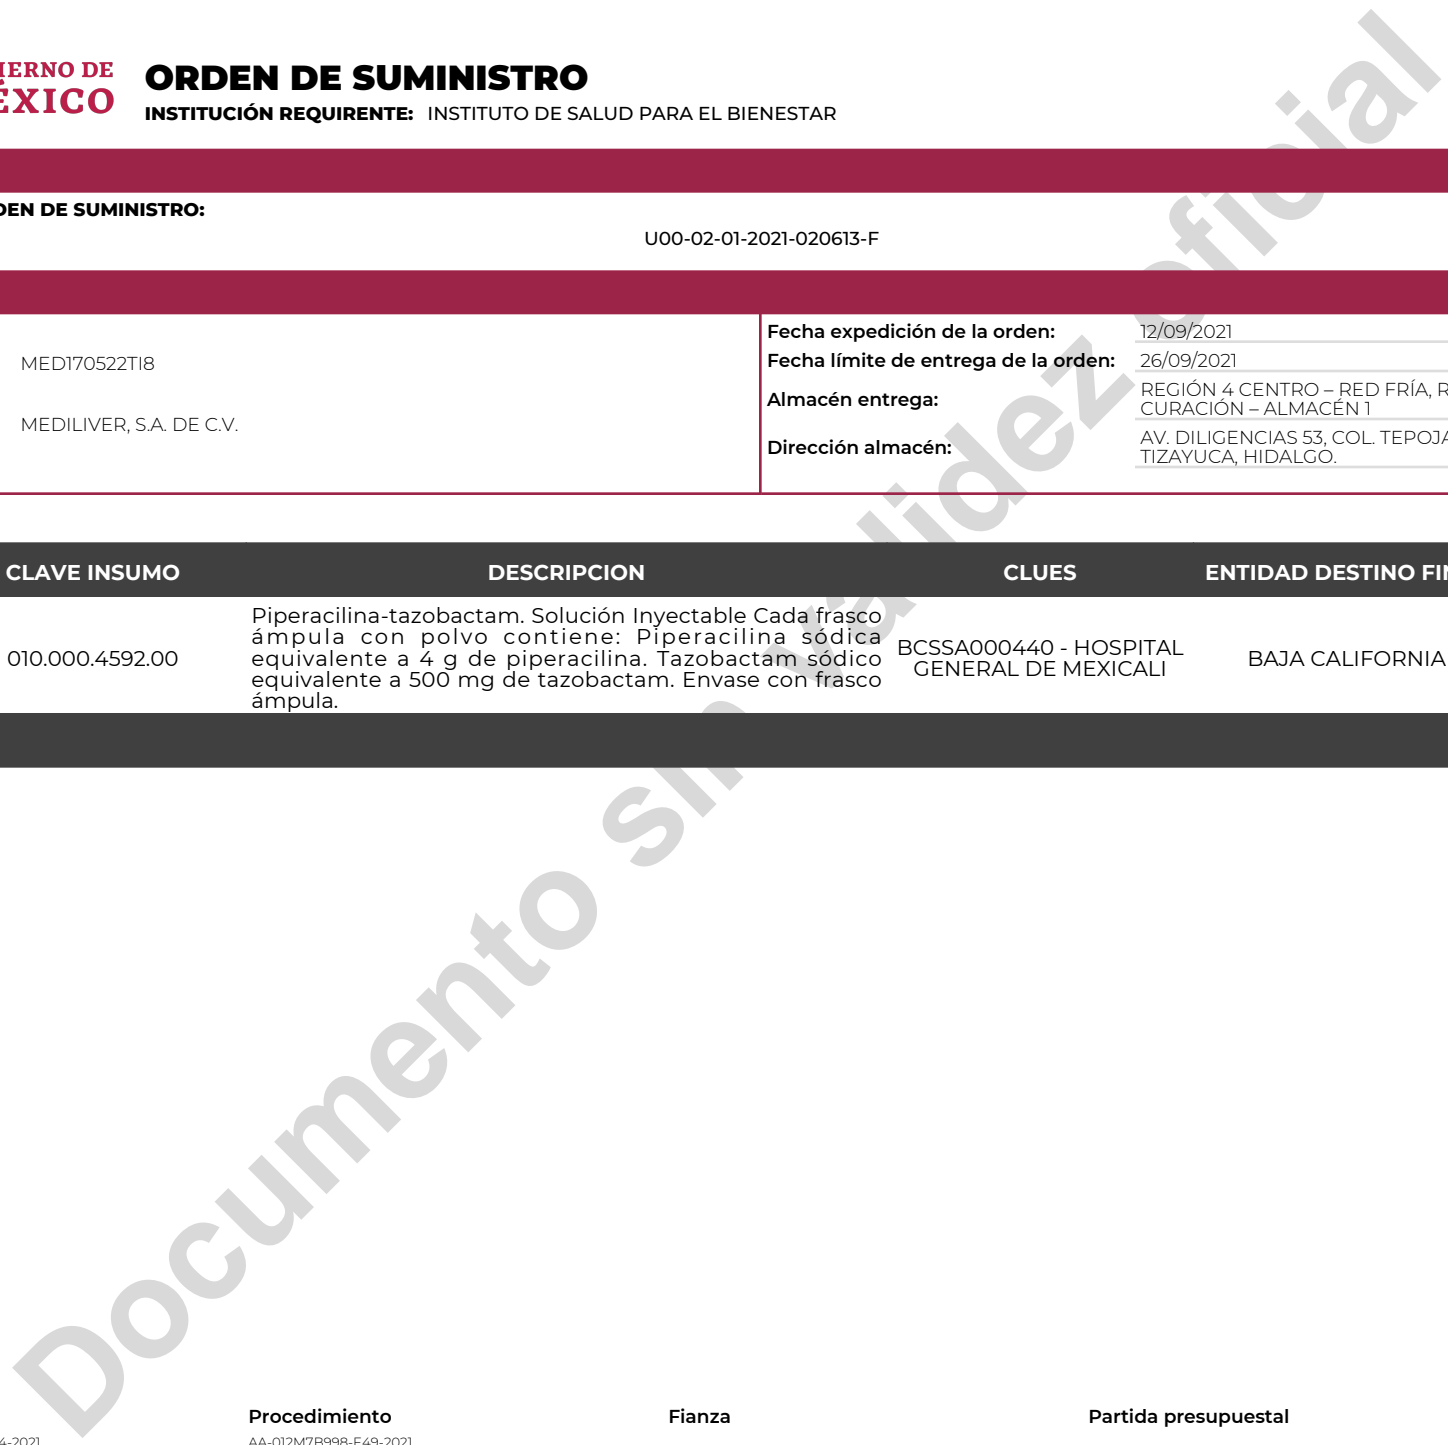 ORDEN DE SUMINISTRO
INSTITUCIÓN REQUIRENTE: INSTITUTO DE SALUD PARA EL BIENESTAR
DE
DE SUMINISTRO:
U00-02-01-2021-020613-F
MED170522TI8
MEDILIVER, S.A. DE C.V.
Fecha expedición de la orden: 12/09/2021
Fecha límite de entrega de la orden: 26/09/2021
Almacén entrega:
REGIÓN 4 CENTRO – RED FRÍA,
CURACIÓN – ALMACÉN 1
Dirección almacén:
AV. DILIGENCIAS 53, COL.
TIZAYUCA, HIDALGO.
CLAVE INSUMO DESCRIPCION CLUES ENTIDAD DESTINO
010.000.4592.00
Piperacilina-tazobactam. Solución Inyectable Cada frasco
ámpula con polvo contiene: Piperacilina sódica
equivalente a 4 g de piperacilina. Tazobactam sódico
equivalente a 500 mg de tazobactam. Envase con frasco
ámpula.
BCSSA000440 - HOSPITAL
GENERAL DE MEXICALI
BAJA CALIFORNIA
Procedimiento Fianza Partida presupuestal
AA-012M7B998-E49-2021
Documento sin validez oficial